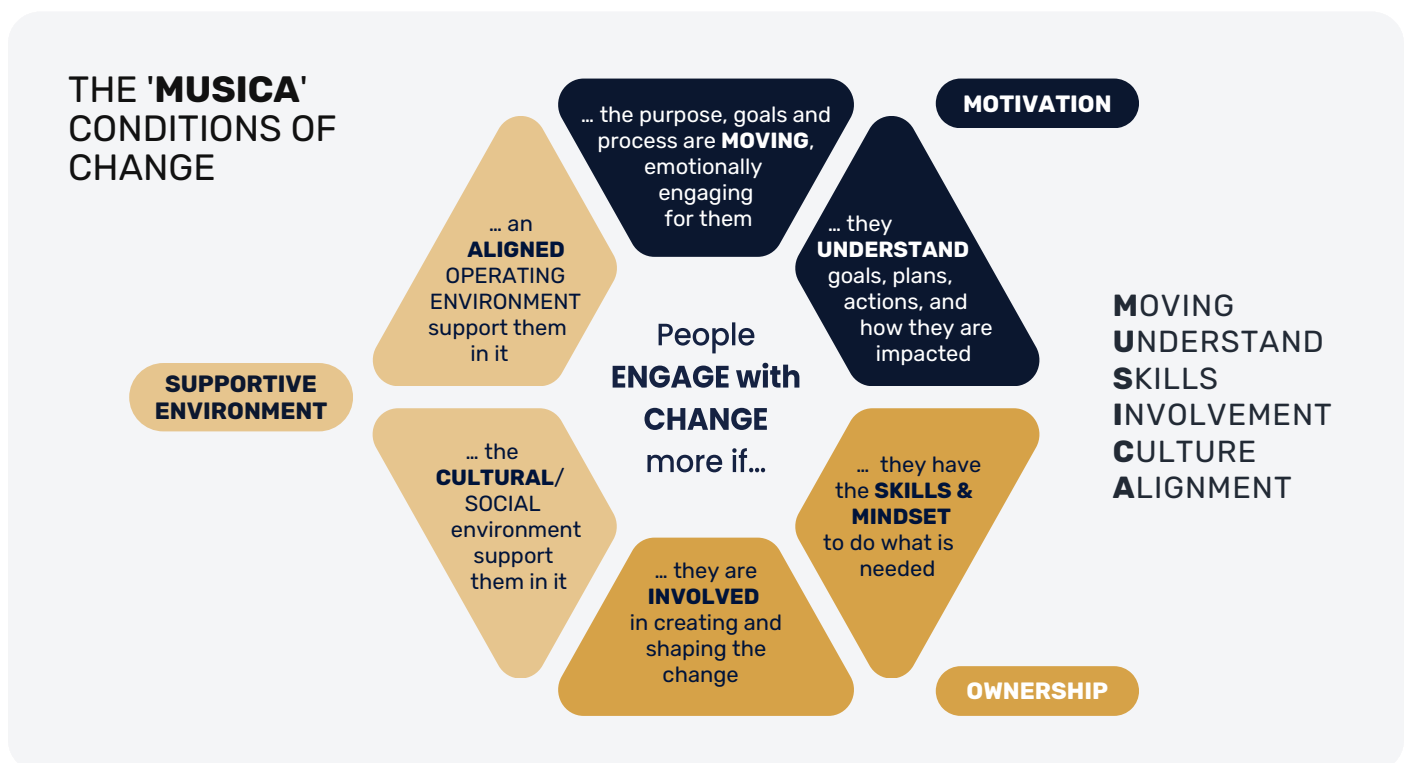 THE 'MUSICA'
CONDITIONS OF
CHANGE
… the purpose, goals and
process are MOVING,
emotionally
engaging
for them
MOTIVATION
… they
UNDERSTAND
goals, plans,
actions, and
how they are
impacted
… an
ALIGNED
OPERATING
ENVIRONMENT
support them
in it
People
ENGAGE with
CHANGE
more if…
MOVING
UNDERSTAND
SKILLS
INVOLVEMENT
CULTURE
ALIGNMENT
SUPPORTIVE
ENVIRONMENT
… the
CULTURAL/
SOCIAL
environment
support
them in it
… they have
the SKILLS &
MINDSET
to do what is
needed
… they are
INVOLVED
in creating and
shaping the
change
OWNERSHIP